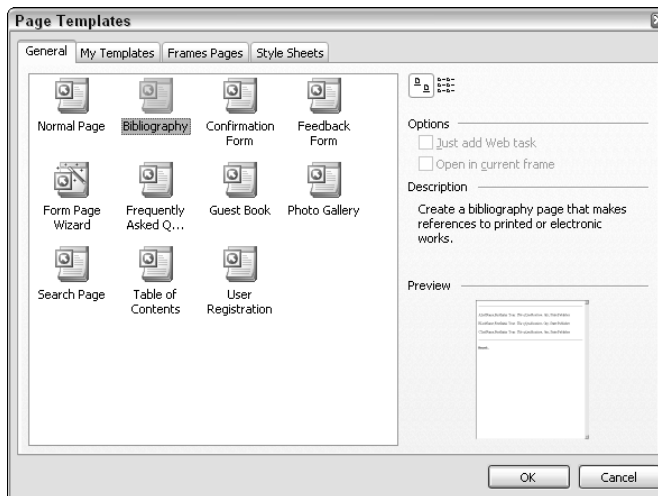 Page Templates
General My Templates Frames Pages Style Sheets
Normal Page Bibliography Confirmation Form Feedback Form
Form Page Wizard Frequently Asked Q... Guest Book Photo Gallery
Search Page Table of Contents User Registration
Options
Just add Web task
Open in current frame
Description
Create a bibliography page that makes
references to printed or electronic
works.
Preview
OK Cancel